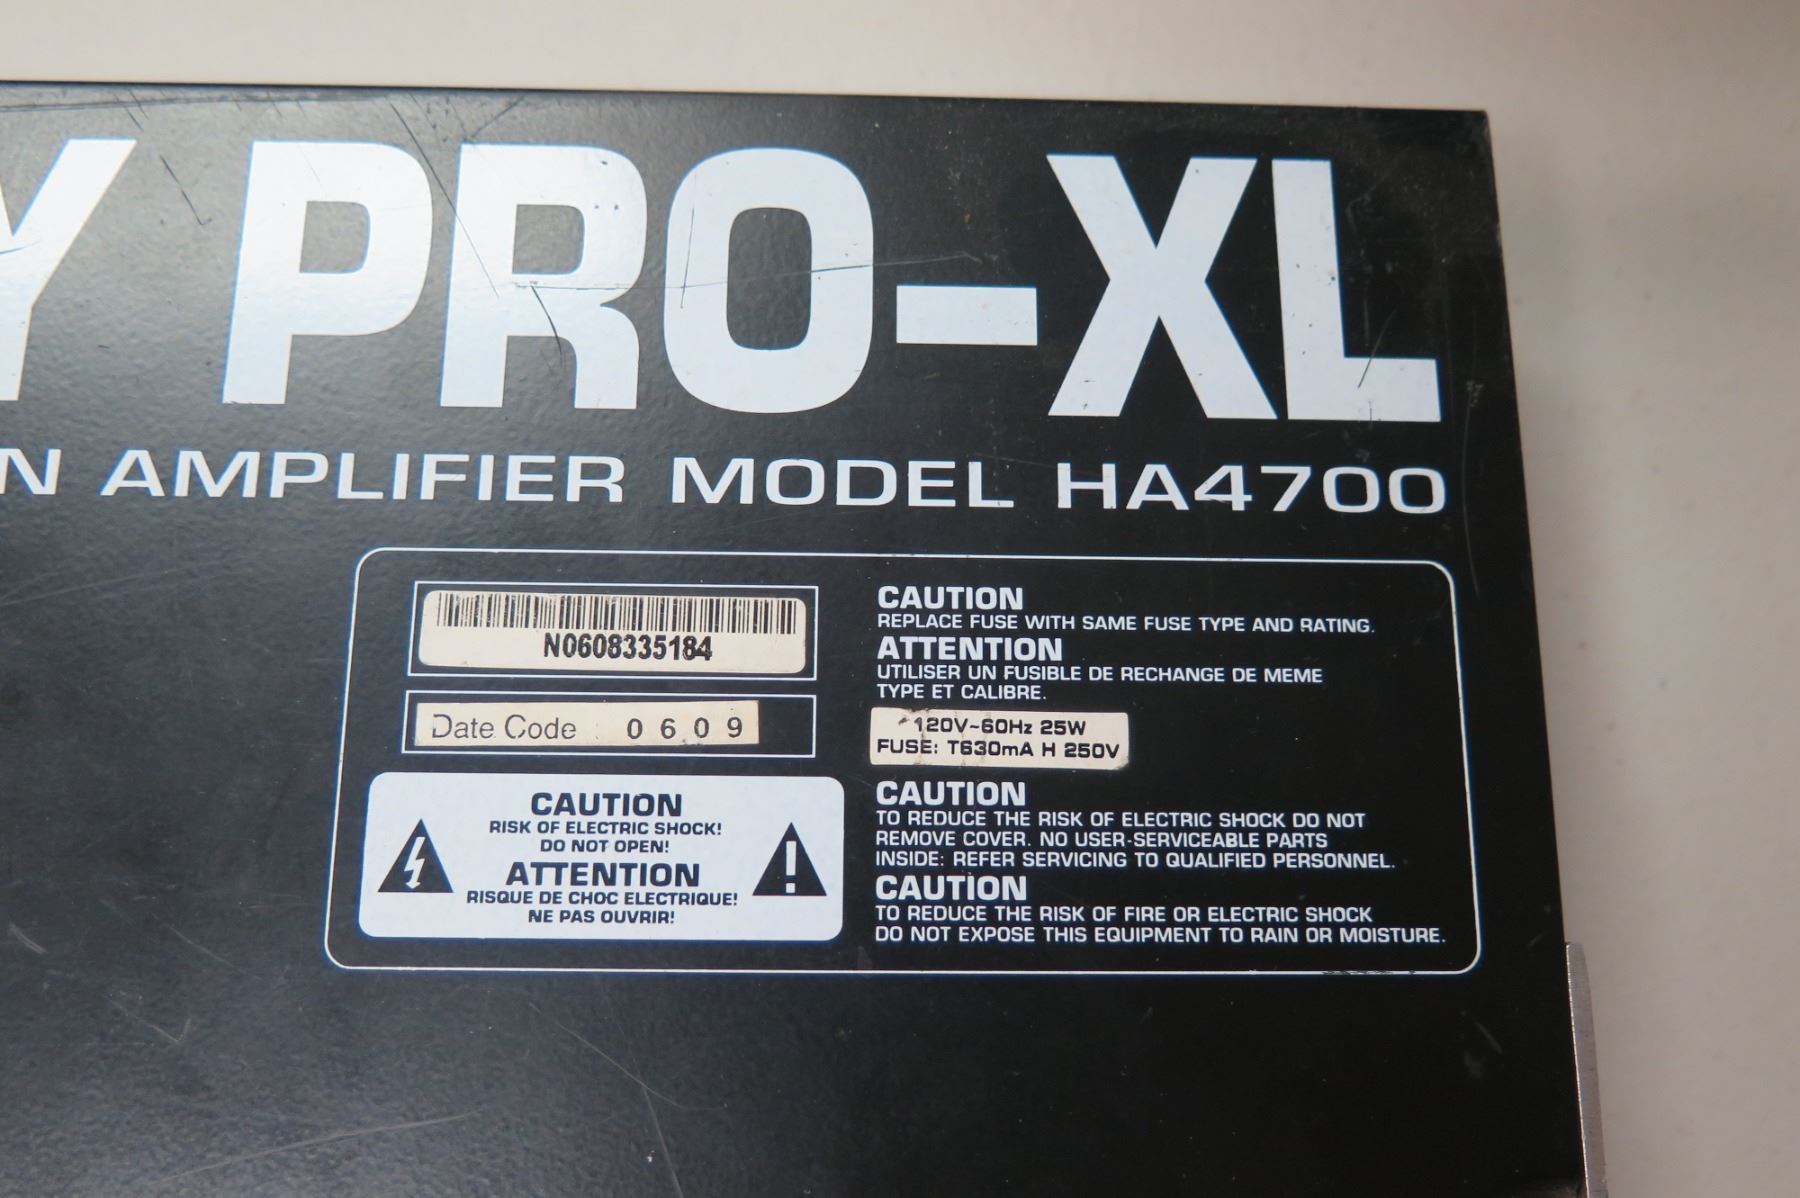 Y PRO-XL
N AMPLIFIER MODEL HA4700
N0608335184
Date Code : 0609
CAUTION
RISK OF ELECTRIC SHOCK!
DO NOT OPEN!
ATTENTION
RISQUE DE CHOC ELECTRIQUE!
NE PAS OUVRIR!
CAUTION
REPLACE FUSE WITH SAME FUSE TYPE AND RATING.
ATTENTION
UTILISER UN FUSIBLE DE RECHANGE DE MEME
TYPE ET CALIBRE.
120V~60Hz 25W
FUSE: T630mA H 250V
CAUTION
TO REDUCE THE RISK OF ELECTRIC SHOCK DO NOT
REMOVE COVER. NO USER-SERVICEABLE PARTS
INSIDE: REFER SERVICING TO QUALIFIED PERSONNEL.
CAUTION
TO REDUCE THE RISK OF FIRE OR ELECTRIC SHOCK
DO NOT EXPOSE THIS EQUIPMENT TO RAIN OR MOISTURE.